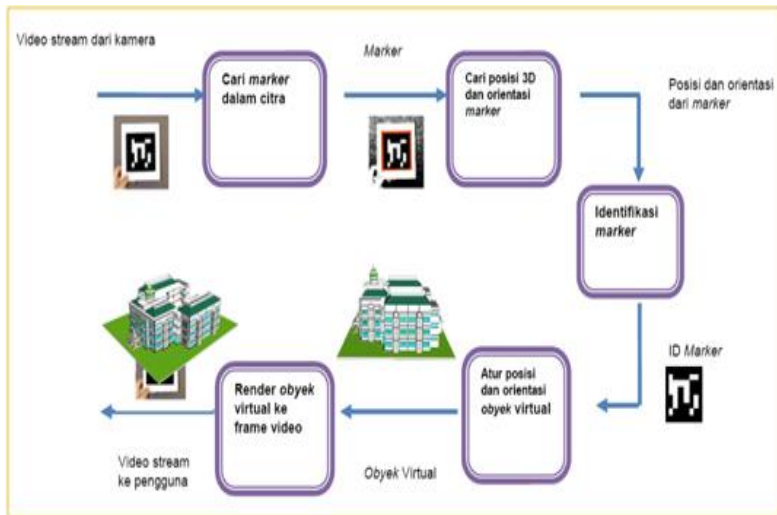 Video stream dari kamera
Cari marker
dalam citra
Marker
Cari posisi 3D
dan orientasi
marker
Posisi dan orientasi
dari marker
Identifikasi
marker
ID Marker
Atur posisi
dan orientasi
obyek virtual
Obyek Virtual
Render obyek
virtual ke
frame video
Video stream
ke pengguna